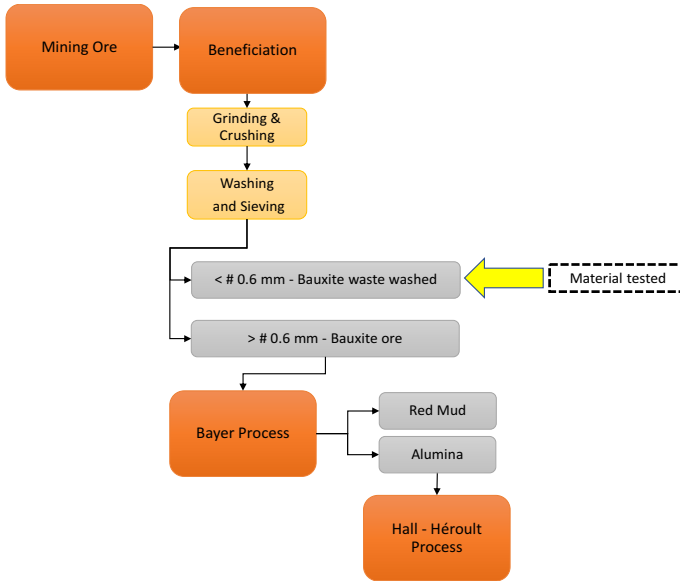 Mining Ore
Beneficiation
Grinding &
Crushing
Washing
and Sieving
< # 0.6 mm - Bauxite waste washed
Material tested
> # 0.6 mm - Bauxite ore
Bayer Process
Red Mud
Alumina
Hall - Héroult
Process